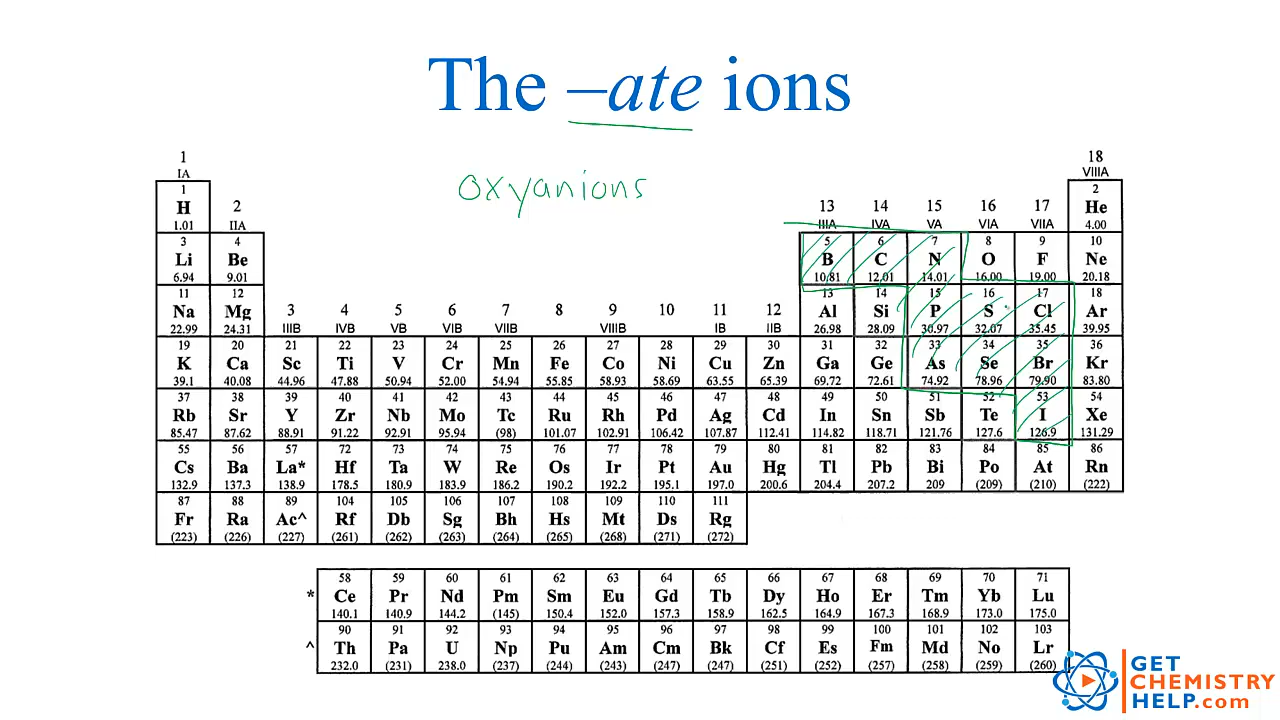 The –ate ions
oxyanions
1 18
IA VIIIA
1 2
H 2 13 14 15 16 17 He
1.01 IIA IIIA IVA VA VIA VIIA 4.00
3 4 5 6 7 8 9 10
Li Be B C N O F Ne
6.94 9.01 10.81 12.01 14.01 16.00 19.00 20.18
11 12 13 14 15 16 17 18
Na Mg 3 4 5 6 7 8 9 10 11 12 Al Si P S Cl Ar
22.99 24.31 IIIB IVB VB VIB VIIB VIIIB IB IIB 26.98 28.09 30.97 32.07 35.45 39.95
19 20 21 22 23 24 25 26 27 28 29 30 31 32 33 34 35 36
K Ca Sc Ti V Cr Mn Fe Co Ni Cu Zn Ga Ge As Se Br Kr
39.1 40.08 44.96 47.88 50.94 52.00 54.94 55.85 58.93 58.69 63.55 65.39 69.72 72.61 74.92 78.96 79.90 83.80
37 38 39 40 41 42 43 44 45 46 47 48 49 50 51 52 53 54
Rb Sr Y Zr Nb Mo Tc Ru Rh Pd Ag Cd In Sn Sb Te I Xe
85.47 87.62 88.91 91.22 92.91 95.94 (98) 101.07 102.91 106.42 107.87 112.41 114.82 118.71 121.76 127.6 126.9 131.29
55 56 57 72 73 74 75 76 77 78 79 80 81 82 83 84 85 86
Cs Ba La* Hf Ta W Re Os Ir Pt Au Hg Tl Pb Bi Po At Rn
132.9 137.3 138.9 178.5 180.9 183.9 186.2 190.2 192.2 195.1 197.0 200.6 204.4 207.2 209 (209) (210) (222)
87 88 89 104 105 106 107 108 109 110 111
Fr Ra Ac^ Rf Db Sg Bh Hs Mt Ds Rg
(223) (226) (227) (261) (262) (263) (264) (265) (268) (271) (272)
58 59 60 61 62 63 64 65 66 67 68 69 70 71
* Ce Pr Nd Pm Sm Eu Gd Tb Dy Ho Er Tm Yb Lu
140.1 140.9 144.2 (145) 150.4 152.0 157.3 158.9 162.5 164.9 167.3 168.9 173.0 175.0
90 91 92 93 94 95 96 97 98 99 100 101 102 103
^ Th Pa U Np Pu Am Cm Bk Cf Es Fm Md No Lr
232.0 (231) 238.0 (237) (244) (243) (247) (247) (251) (252) (257) (258) (259) (260)
GET
CHEMISTRY
HELP.com